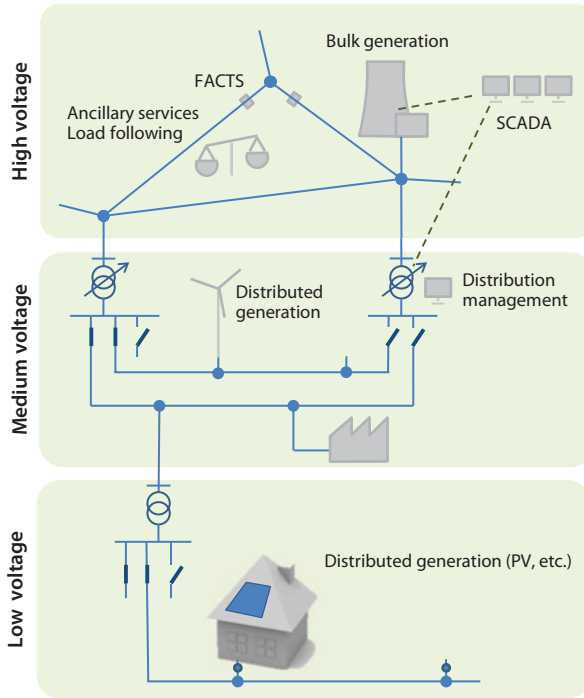 High voltage
Bulk generation
FACTS
Ancillary services
Load following
SCADA
Medium voltage
Distributed
generation
Distribution
management
Low voltage
Distributed generation (PV, etc.)